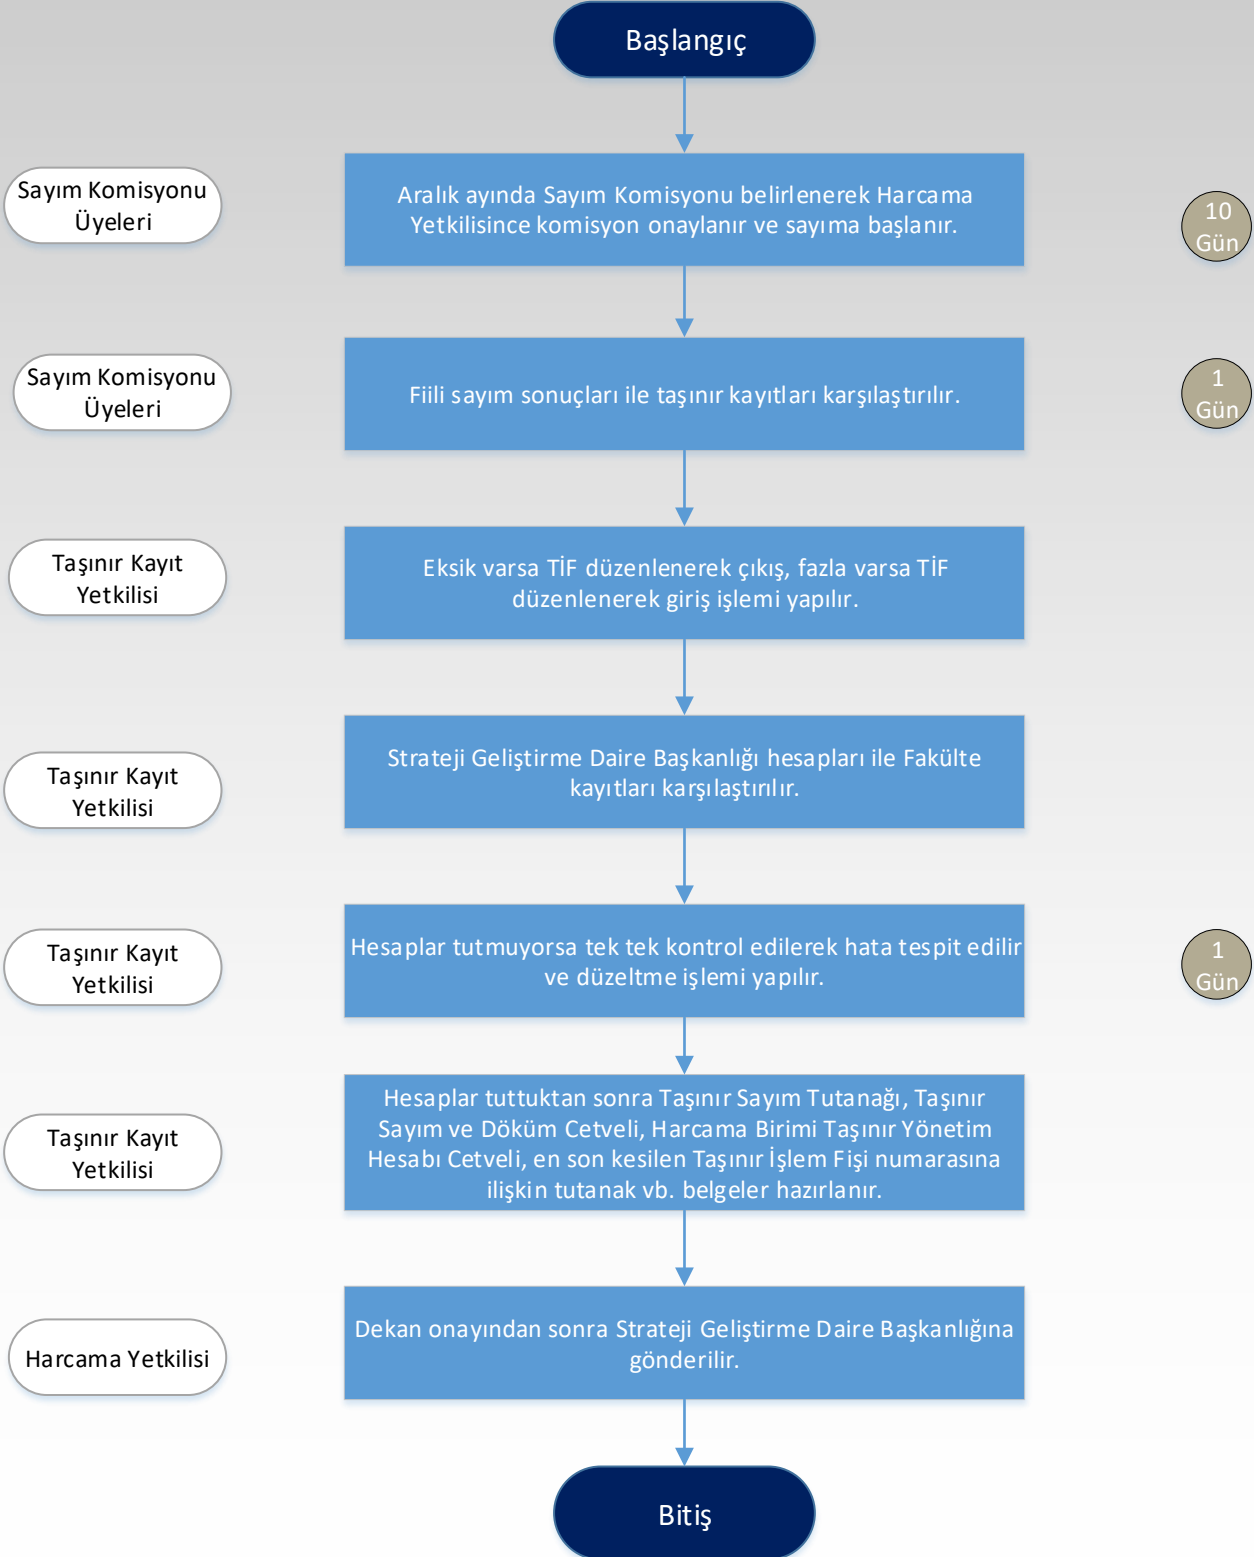 Başlangıç
Sayım Komisyonu
Üyeleri
Aralık ayında Sayım Komisyonu belirlenerek Harcama
Yetkilisince komisyon onaylanır ve sayıma başlanır.
10
Gün
Sayım Komisyonu
Üyeleri
Fiili sayım sonuçları ile taşınır kayıtları karşılaştırılır.
1
Gün
Taşınır Kayıt
Yetkilisi
Eksik varsa TİF düzenlenerek çıkış, fazla varsa TİF
düzenlenerek giriş işlemi yapılır.
Taşınır Kayıt
Yetkilisi
Strateji Geliştirme Daire Başkanlığı hesapları ile Fakülte
kayıtları karşılaştırılır.
Taşınır Kayıt
Yetkilisi
Hesaplar tutmuyorsa tek tek kontrol edilerek hata tespit edilir
ve düzeltme işlemi yapılır.
1
Gün
Taşınır Kayıt
Yetkilisi
Hesaplar tuttuktan sonra Taşınır Sayım Tutanağı, Taşınır
Sayım ve Döküm Cetveli, Harcama Birimi Taşınır Yönetim
Hesabı Cetveli, en son kesilen Taşınır İşlem Fişi numarasına
ilişkin tutanak vb. belgeler hazırlanır.
Harcama Yetkilisi
Dekan onayından sonra Strateji Geliştirme Daire Başkanlığına
gönderilir.
Bitiş